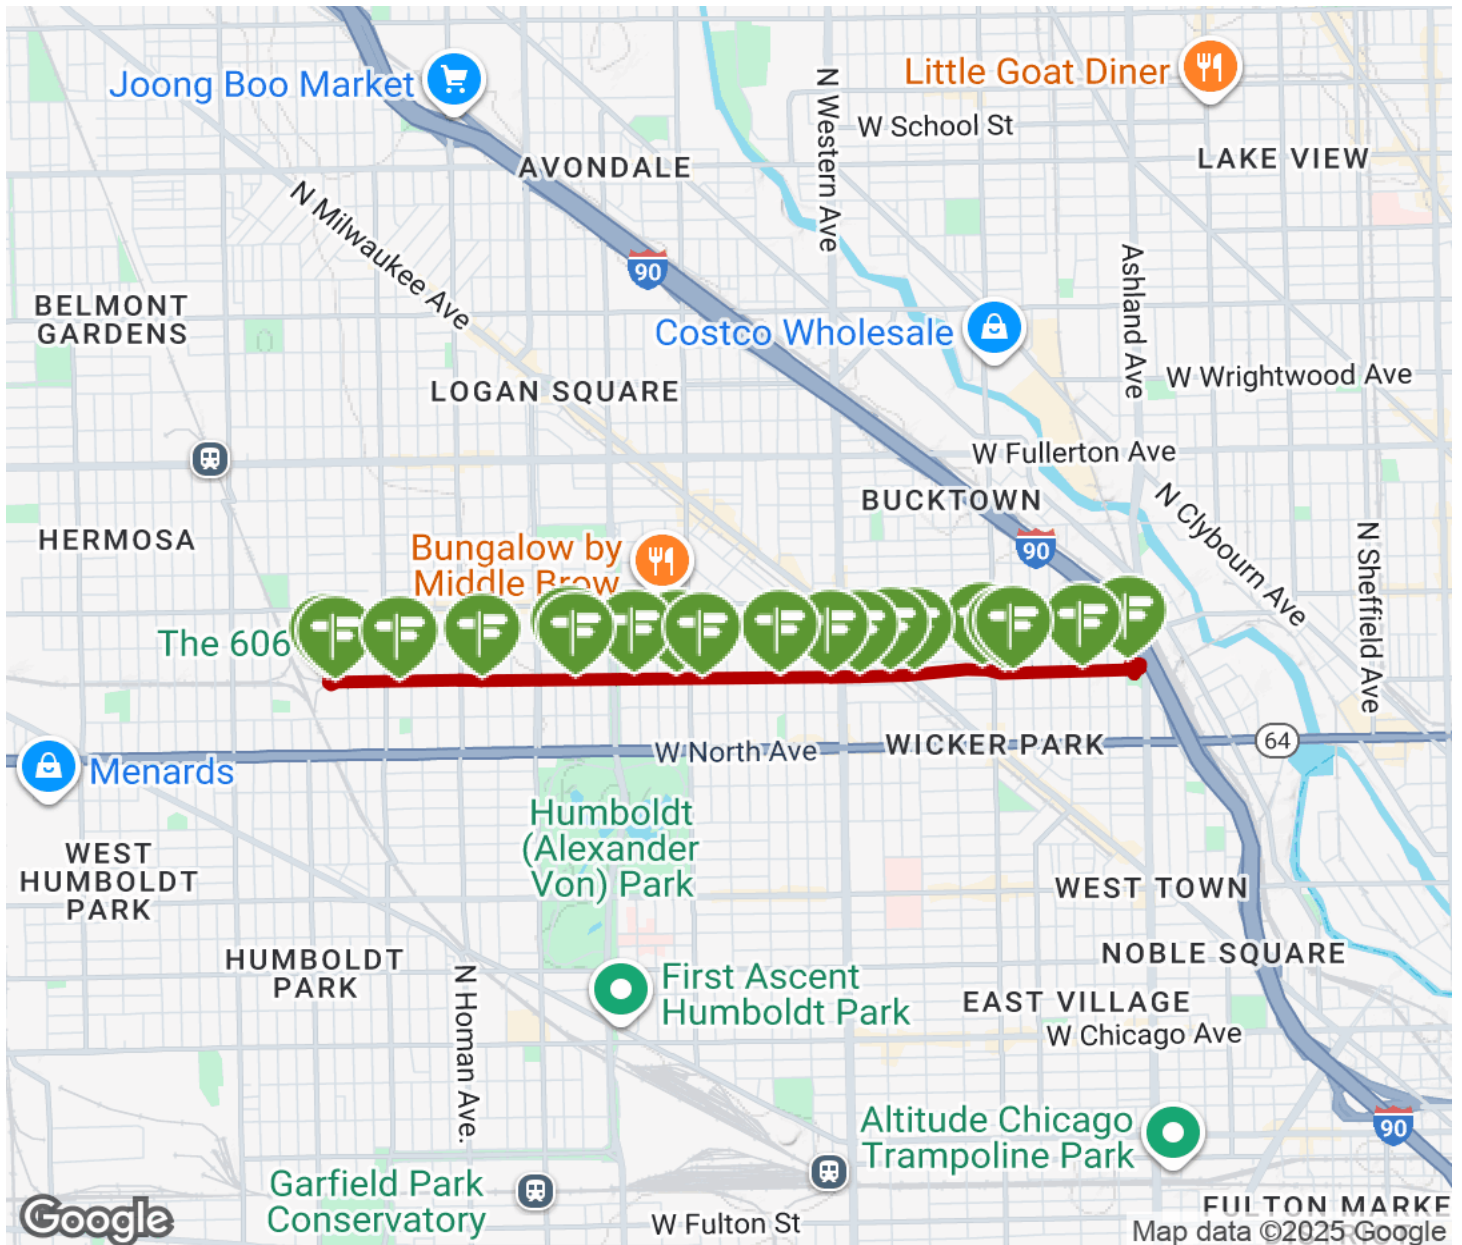 Joong Boo Market
Little Goat Diner
N Western Ave
W School St
LAKE VIEW
AVONDALE
N Milwaukee Ave
90
Ashland Ave
BELMONT
GARDENS
Costco Wholesale
W Wrightwood Ave
LOGAN SQUARE
W Fullerton Ave
BUCKTOWN
N Clybourn Ave
N Sheffield Ave
HERMOSA
90
Bungalow by
Middle Brow
The 606
W North Ave
WICKER PARK
64
Menards
Humboldt
(Alexander
Von) Park
WEST
HUMBOLDT
PARK
WEST TOWN
HUMBOLDT
PARK
NOBLE SQUARE
N Homan Ave.
First Ascent
Humboldt Park
EAST VILLAGE
W Chicago Ave
Altitude Chicago
Trampoline Park
90
Garfield Park
Conservatory
W Fulton St
FULTON MARKE
Google
Map data ©2025 Google